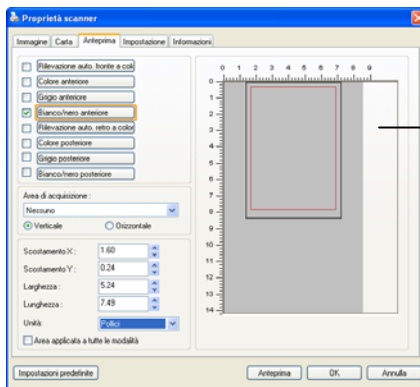 Proprietà scanner
Immagine Carta Anteprima Impostazione Informazioni
Rilevazione auto. fronte a col
Colore anteriore
Grigio anteriore
Bianco/nero anteriore
Rilevazione auto. retro a color
Colore posteriore
Grigio posteriore
Bianco/nero posteriore
Area di acquisizione :
Nessuno
Verticale Orizzontale
Scostamento X : 1.60
Scostamento Y : 0.24
Larghezza : 5.24
Lunghezza : 7.49
Unità: Pollici
Area applicata a tutte le modalità
0 1 2 3 4 5 6 7 8 9
0
1
2
3
4
5
6
7
8
9
10
11
12
13
14
Impostazioni predefinite Anteprima OK Annulla